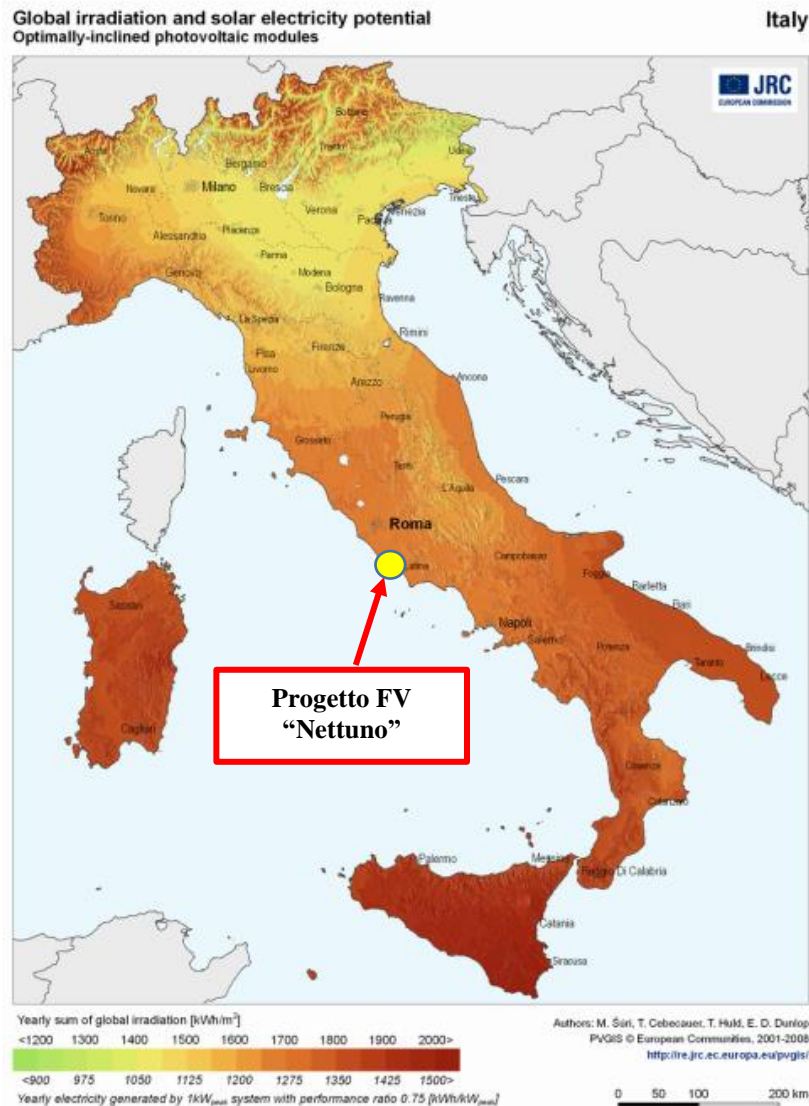 Global irradiation and solar electricity potential
Optimally-inclined photovoltaic modules
Italy
JRC
EUROPEAN COMMISSION
Bolzano
Aosta
Trento
Udine
Bergamo
Novara
Milano
Brescia
Trieste
Verona
Padova
Venezia
Torino
Piacenza
Alessandria
Parma
Genova
Modena
Bologna
Ravenna
La Spezia
Rimini
Pisa
Firenze
Livorno
Ancona
Arezzo
Perugia
Grosseto
Terni
Pescara
L'Aquila
Roma
Latina
Campobasso
Foggia
Barletta
Bari
Sassari
Napoli
Salerno
Potenza
Brindisi
Taranto
Lecce
Progetto FV
“Nettuno”
Cagliari
Cosenza
Catanzaro
Palermo
Messina
Reggio Di Calabria
Catania
Siracusa
Yearly sum of global irradiation [kWh/m²]
<1200 1300 1400 1500 1600 1700 1800 1900 2000>
<900 975 1050 1125 1200 1275 1350 1425 1500>
Yearly electricity generated by 1kWpeak system with performance ratio 0.75 [kWh/kWpeak]
Authors: M. Šúri, T. Cebecauer, T. Huld, E. D. Dunlop
PVGIS © European Communities, 2001-2008
http://re.jrc.ec.europa.eu/pvgis/
0 50 100 200 km